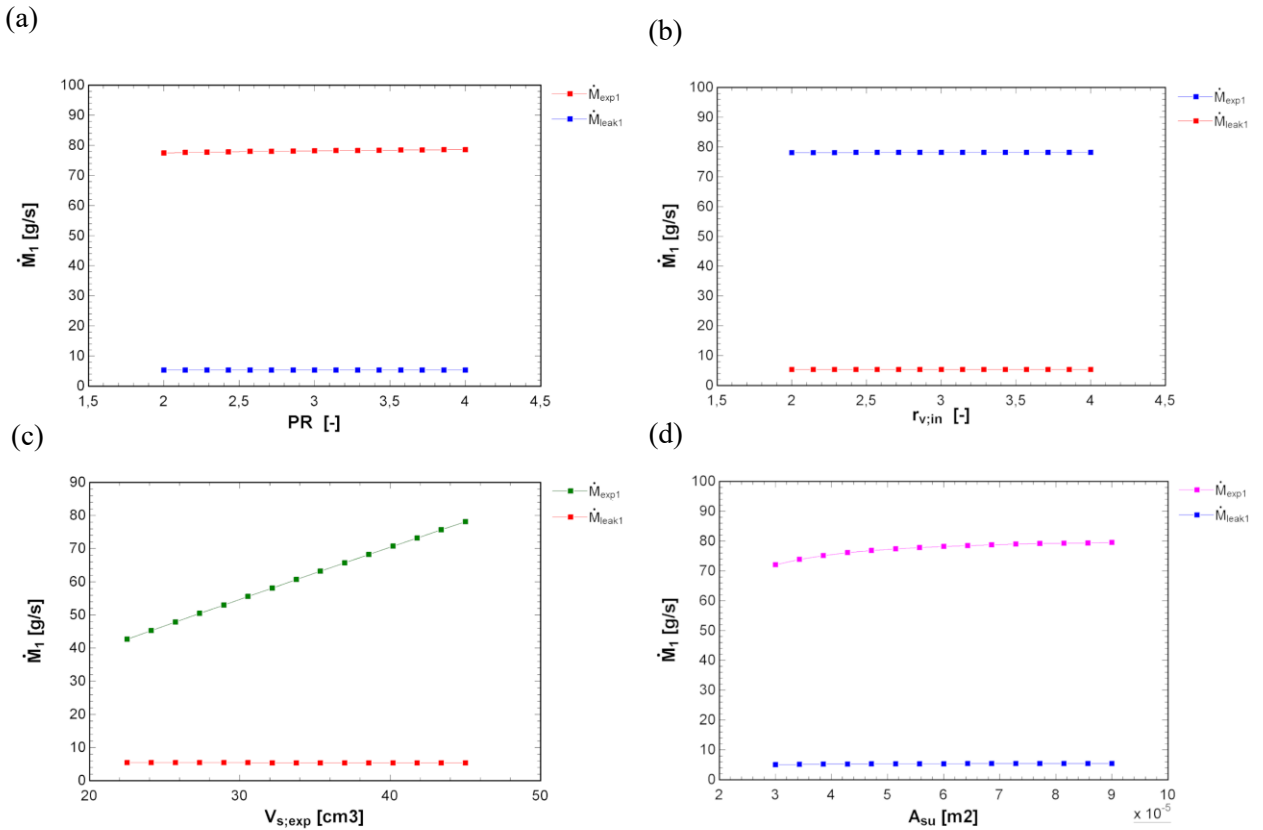 (a)
100
90
80
70
60
50
40
30
20
10
0
Ṁ1 [g/s]
1,5 2 2,5 3 3,5 4 4,5
PR [-]
Ṁexp1
Ṁleak1
(b)
100
90
80
70
60
50
40
30
20
10
0
Ṁ1 [g/s]
1,5 2 2,5 3 3,5 4 4,5
rv;in [-]
Ṁexp1
Ṁleak1
(c)
90
80
70
60
50
40
30
20
10
0
Ṁ1 [g/s]
20 30 40 50
Vs;exp [cm3]
Ṁexp1
Ṁleak1
(d)
100
90
80
70
60
50
40
30
20
10
0
Ṁ1 [g/s]
2 3 4 5 6 7 8 9 10
x 10-5
Asu [m2]
Ṁexp1
Ṁleak1